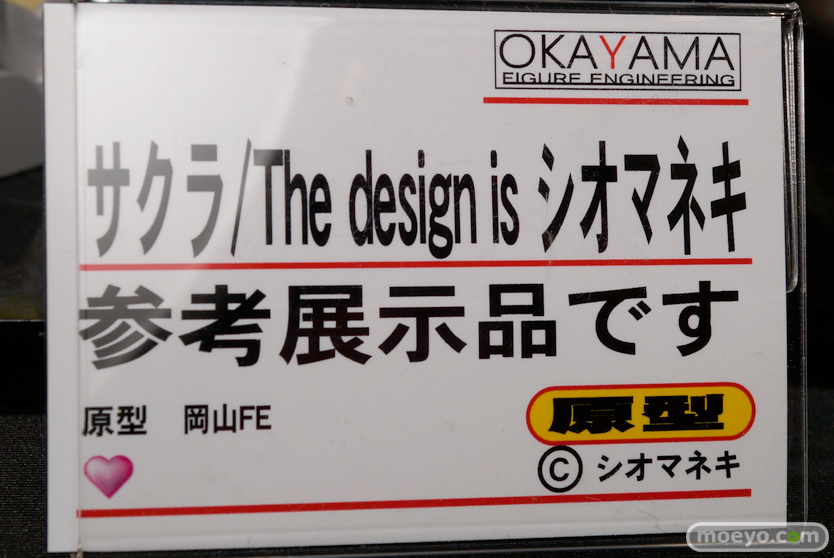 OKAYAMA
FIGURE ENGINEERING
サクラ/The design is シオマネキ
参考展示品です
原型 岡山FE
原型
© シオマネキ
moeyo.com